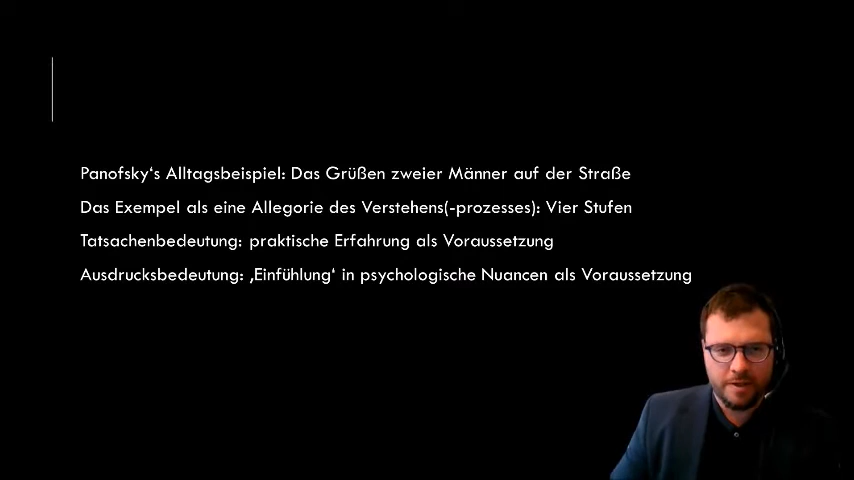 Panofsky‘s Alltagsbeispiel: Das Grüßen zweier Männer auf der Straße
Das Exempel als eine Allegorie des Verstehens(-prozesses): Vier Stufen
Tatsachenbedeutung: praktische Erfahrung als Voraussetzung
Ausdrucksbedeutung: ‚Einfühlung‘ in psychologische Nuancen als Voraussetzung